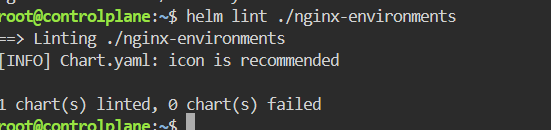 root@controlplane:~$ helm lint ./nginx-environments
==> Linting ./nginx-environments
[INFO] Chart.yaml: icon is recommended
1 chart(s) linted, 0 chart(s) failed
root@controlplane:~$